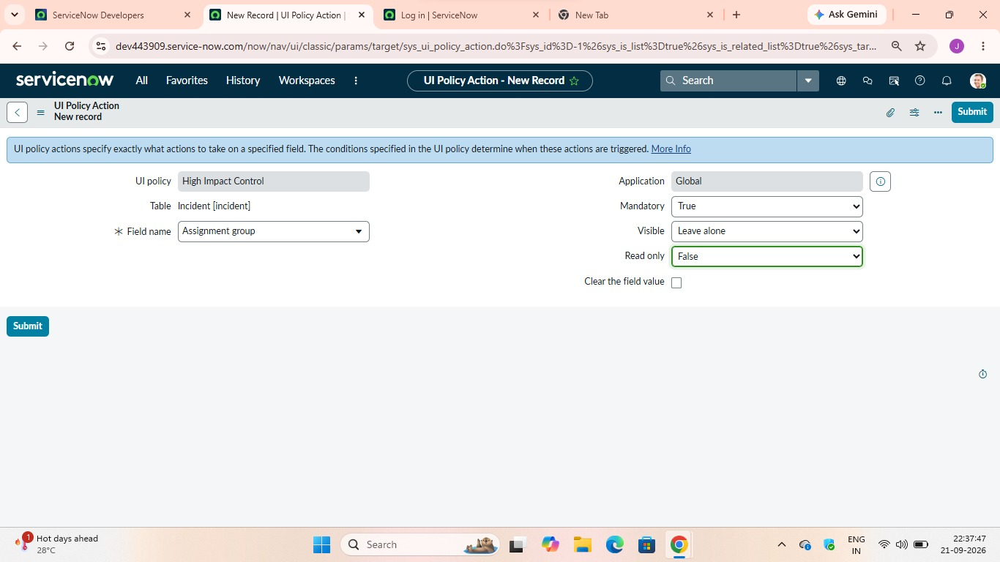 ServiceNow Developers
New Record | UI Policy Action |
Log in | ServiceNow
New Tab
Ask Gemini
dev443909.service-now.com/now/nav/ui/classic/params/target/sys_ui_policy_action.do%3Fsys_id%3D-1%26sys_is_list%3Dtrue%26sys_is_related_list%3Dtrue%26sys_tar...
J
servicenow
All
Favorites
History
Workspaces
UI Policy Action - New Record
Search
UI Policy Action
New record
Submit
UI policy actions specify exactly what actions to take on a specified field. The conditions specified in the UI policy determine when these actions are triggered. More Info
UI policy High Impact Control
Application Global
Table Incident [incident]
Mandatory True
Field name Assignment group
Visible Leave alone
Read only False
Clear the field value
Submit
1
Hot days ahead
28°C
Search
ENG
IN
22:37:47
21-09-2026